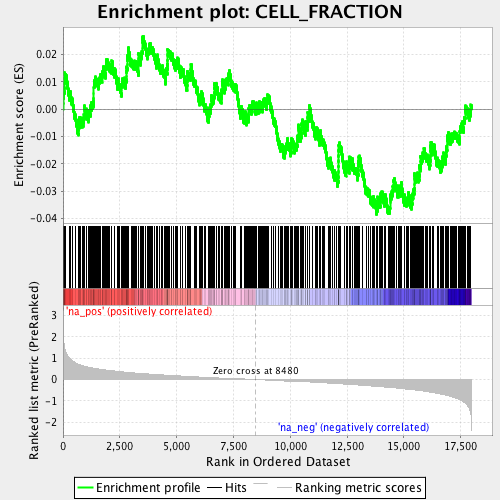 Enrichment plot: CELL_FRACTION
Enrichment score (ES)
0.02
0.01
0.00
-0.01
-0.02
-0.03
-0.04
'na_pos' (positively correlated)
Ranked list metric (PreRanked)
3
2
1
0
-1
-2
Zero cross at 8480
'na_neg' (negatively correlated)
0
2,500
5,000
7,500
10,000
12,500
15,000
17,500
Rank in Ordered Dataset
Enrichment profile
Hits
Ranking metric scores